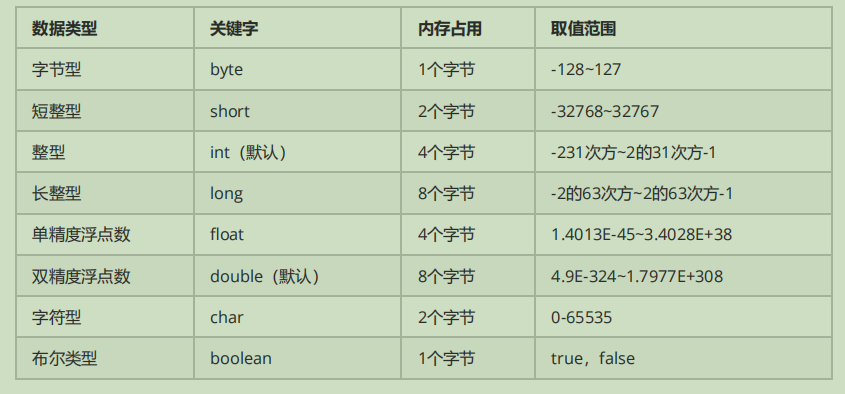 数据类型 关键字 内存占用 取值范围
字节型 byte 1个字节 -128~127
短整型 short 2个字节 -32768~32767
整型 int（默认） 4个字节 -231次方~2的31次方-1
长整型 long 8个字节 -2的63次方~2的63次方-1
单精度浮点数 float 4个字节 1.4013E-45~3.4028E+38
双精度浮点数 double（默认） 8个字节 4.9E-324~1.7977E+308
字符型 char 2个字节 0-65535
布尔类型 boolean 1个字节 true，false